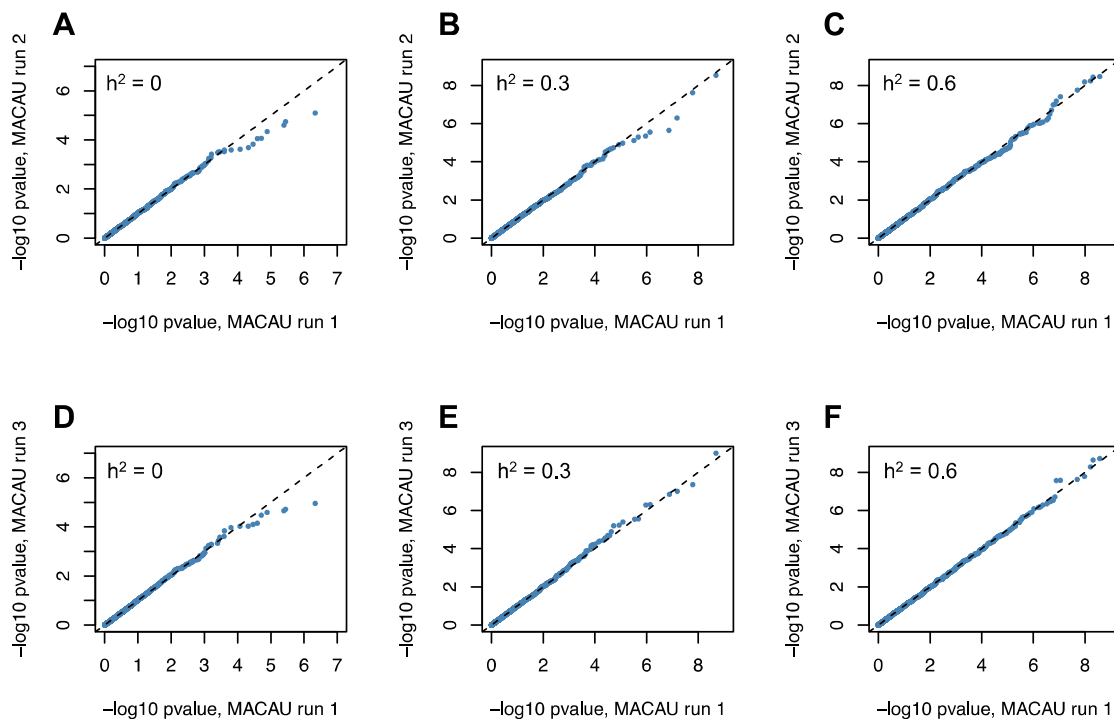 A
B
C
−log10 pvalue, MACAU run 2
h² = 0
0
2
4
6
0 1 2 3 4 5 6 7
−log10 pvalue, MACAU run 1
−log10 pvalue, MACAU run 2
h² = 0.3
0
2
4
6
8
0 2 4 6 8
−log10 pvalue, MACAU run 1
−log10 pvalue, MACAU run 2
h² = 0.6
0
2
4
6
8
0 2 4 6 8
−log10 pvalue, MACAU run 1
D
E
F
−log10 pvalue, MACAU run 3
h² = 0
0
2
4
6
0 1 2 3 4 5 6 7
−log10 pvalue, MACAU run 1
−log10 pvalue, MACAU run 3
h² = 0.3
0
2
4
6
8
0 2 4 6 8
−log10 pvalue, MACAU run 1
−log10 pvalue, MACAU run 3
h² = 0.6
0
2
4
6
8
0 2 4 6 8
−log10 pvalue, MACAU run 1